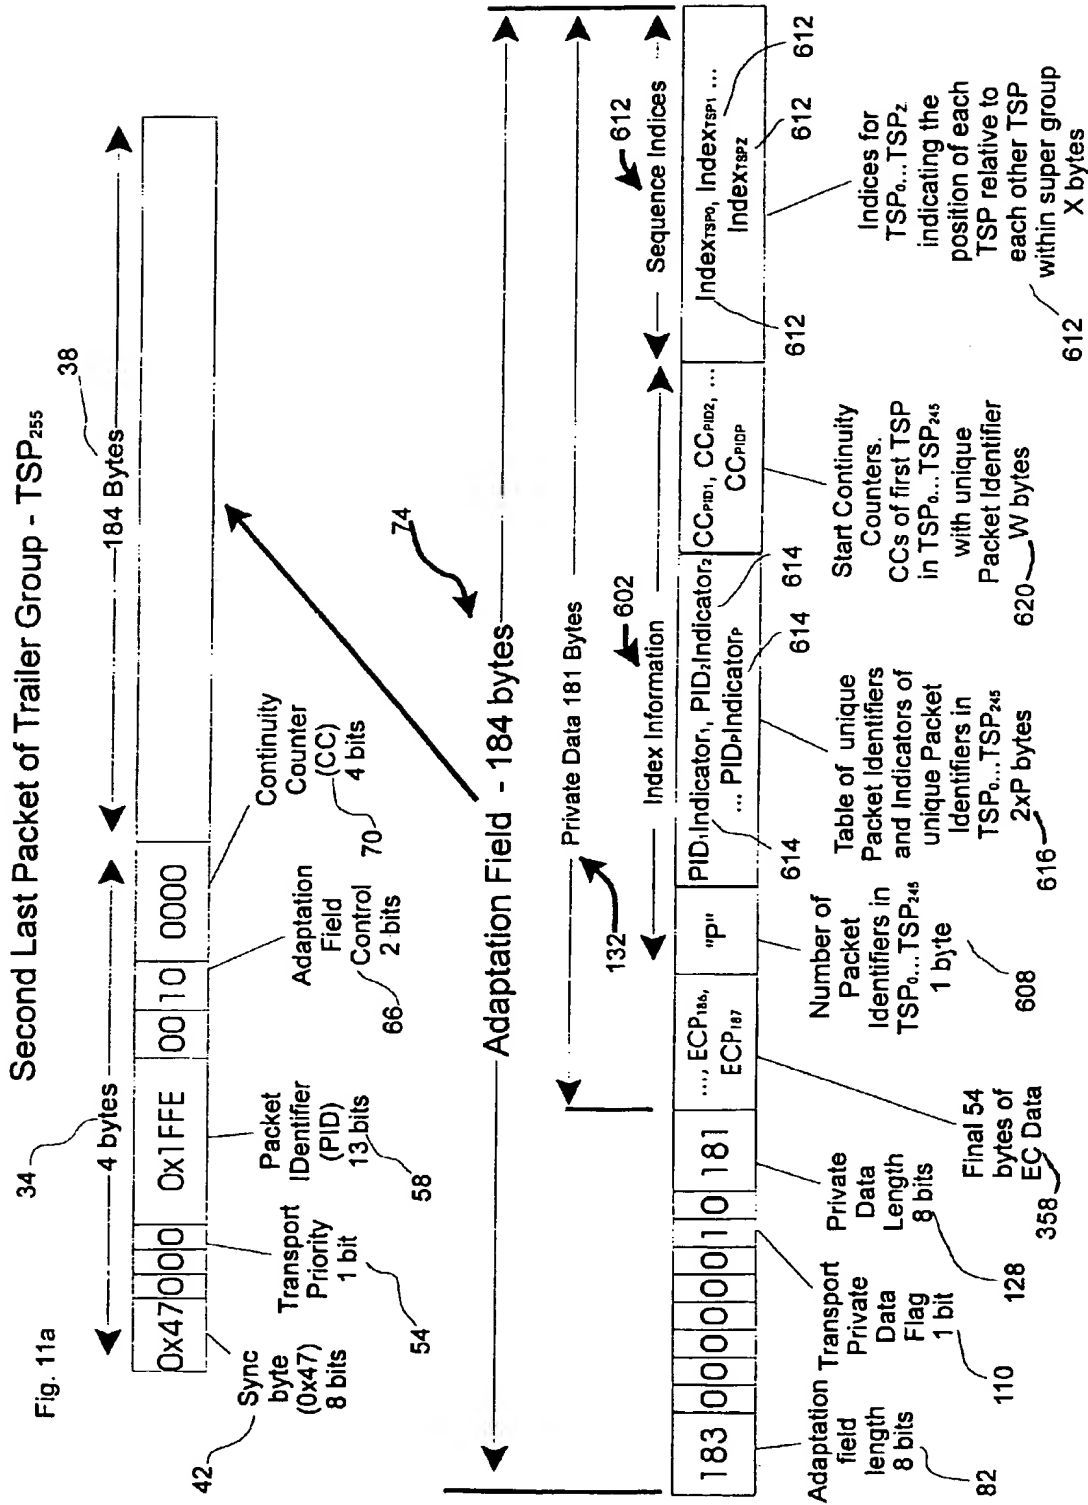 Fig. 11a
Second Last Packet of Trailer Group - TSP255
34
4 bytes
184 Bytes
38
0x47
0
0
0
0x1FFE
00
10
0000
42
Sync
byte
(0x47)
8 bits
Transport
Priority
1 bit
54
Packet
IDentifier
(PID)
13 bits
58
Adaptation
Field
Control
2 bits
66
Continuity
Counter
(CC)
4 bits
70
74
Adaptation Field - 184 bytes
132
Private Data 181 Bytes
602
Index Information
612
Sequence Indices
183
0
0
0
0
0
0
1
0
181
..., ECP186,
ECP187
"P"
PID1Indicator1, PID2Indicator2
... PIDPIndicatorP
CCPID1, CCPID2, ...
CCPIDP
IndexTSP0, IndexTSP1 ...
IndexTSPZ
614
614
614
612
612
612
Adaptation
field
length
8 bits
82
Transport
Private
Data
Flag
1 bit
110
Private
Data
Length
8 bits
128
Final 54
bytes of
EC Data
358
Number of
Packet
Identifiers in
TSP0...TSP245
1 byte
608
Table of unique
Packet Identifiers
and Indicators of
unique Packet
Identifiers in
TSP0...TSP245
2xP bytes
616
Start Continuity
Counters.
CCs of first TSP
in TSP0...TSP245
with unique
Packet Identifier
W bytes
620
Indices for
TSP0...TSPZ
indicating the
position of each
TSP relative to
each other TSP
within super group
X bytes
612